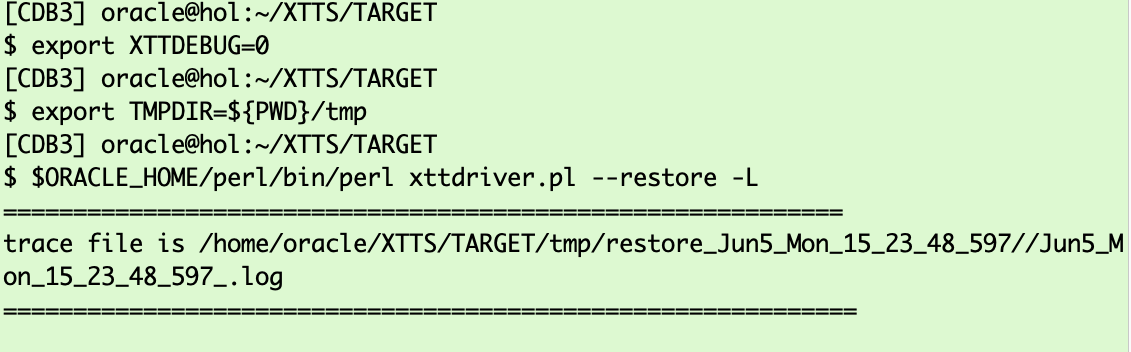 [CDB3] oracle@hol:~/XTTS/TARGET
$ export XTTDEBUG=0
[CDB3] oracle@hol:~/XTTS/TARGET
$ export TMPDIR=${PWD}/tmp
[CDB3] oracle@hol:~/XTTS/TARGET
$ $ORACLE_HOME/perl/bin/perl xttdriver.pl --restore -L
============================================================
trace file is /home/oracle/XTTS/TARGET/tmp/restore_Jun5_Mon_15_23_48_597//Jun5_M
on_15_23_48_597_.log
=============================================================